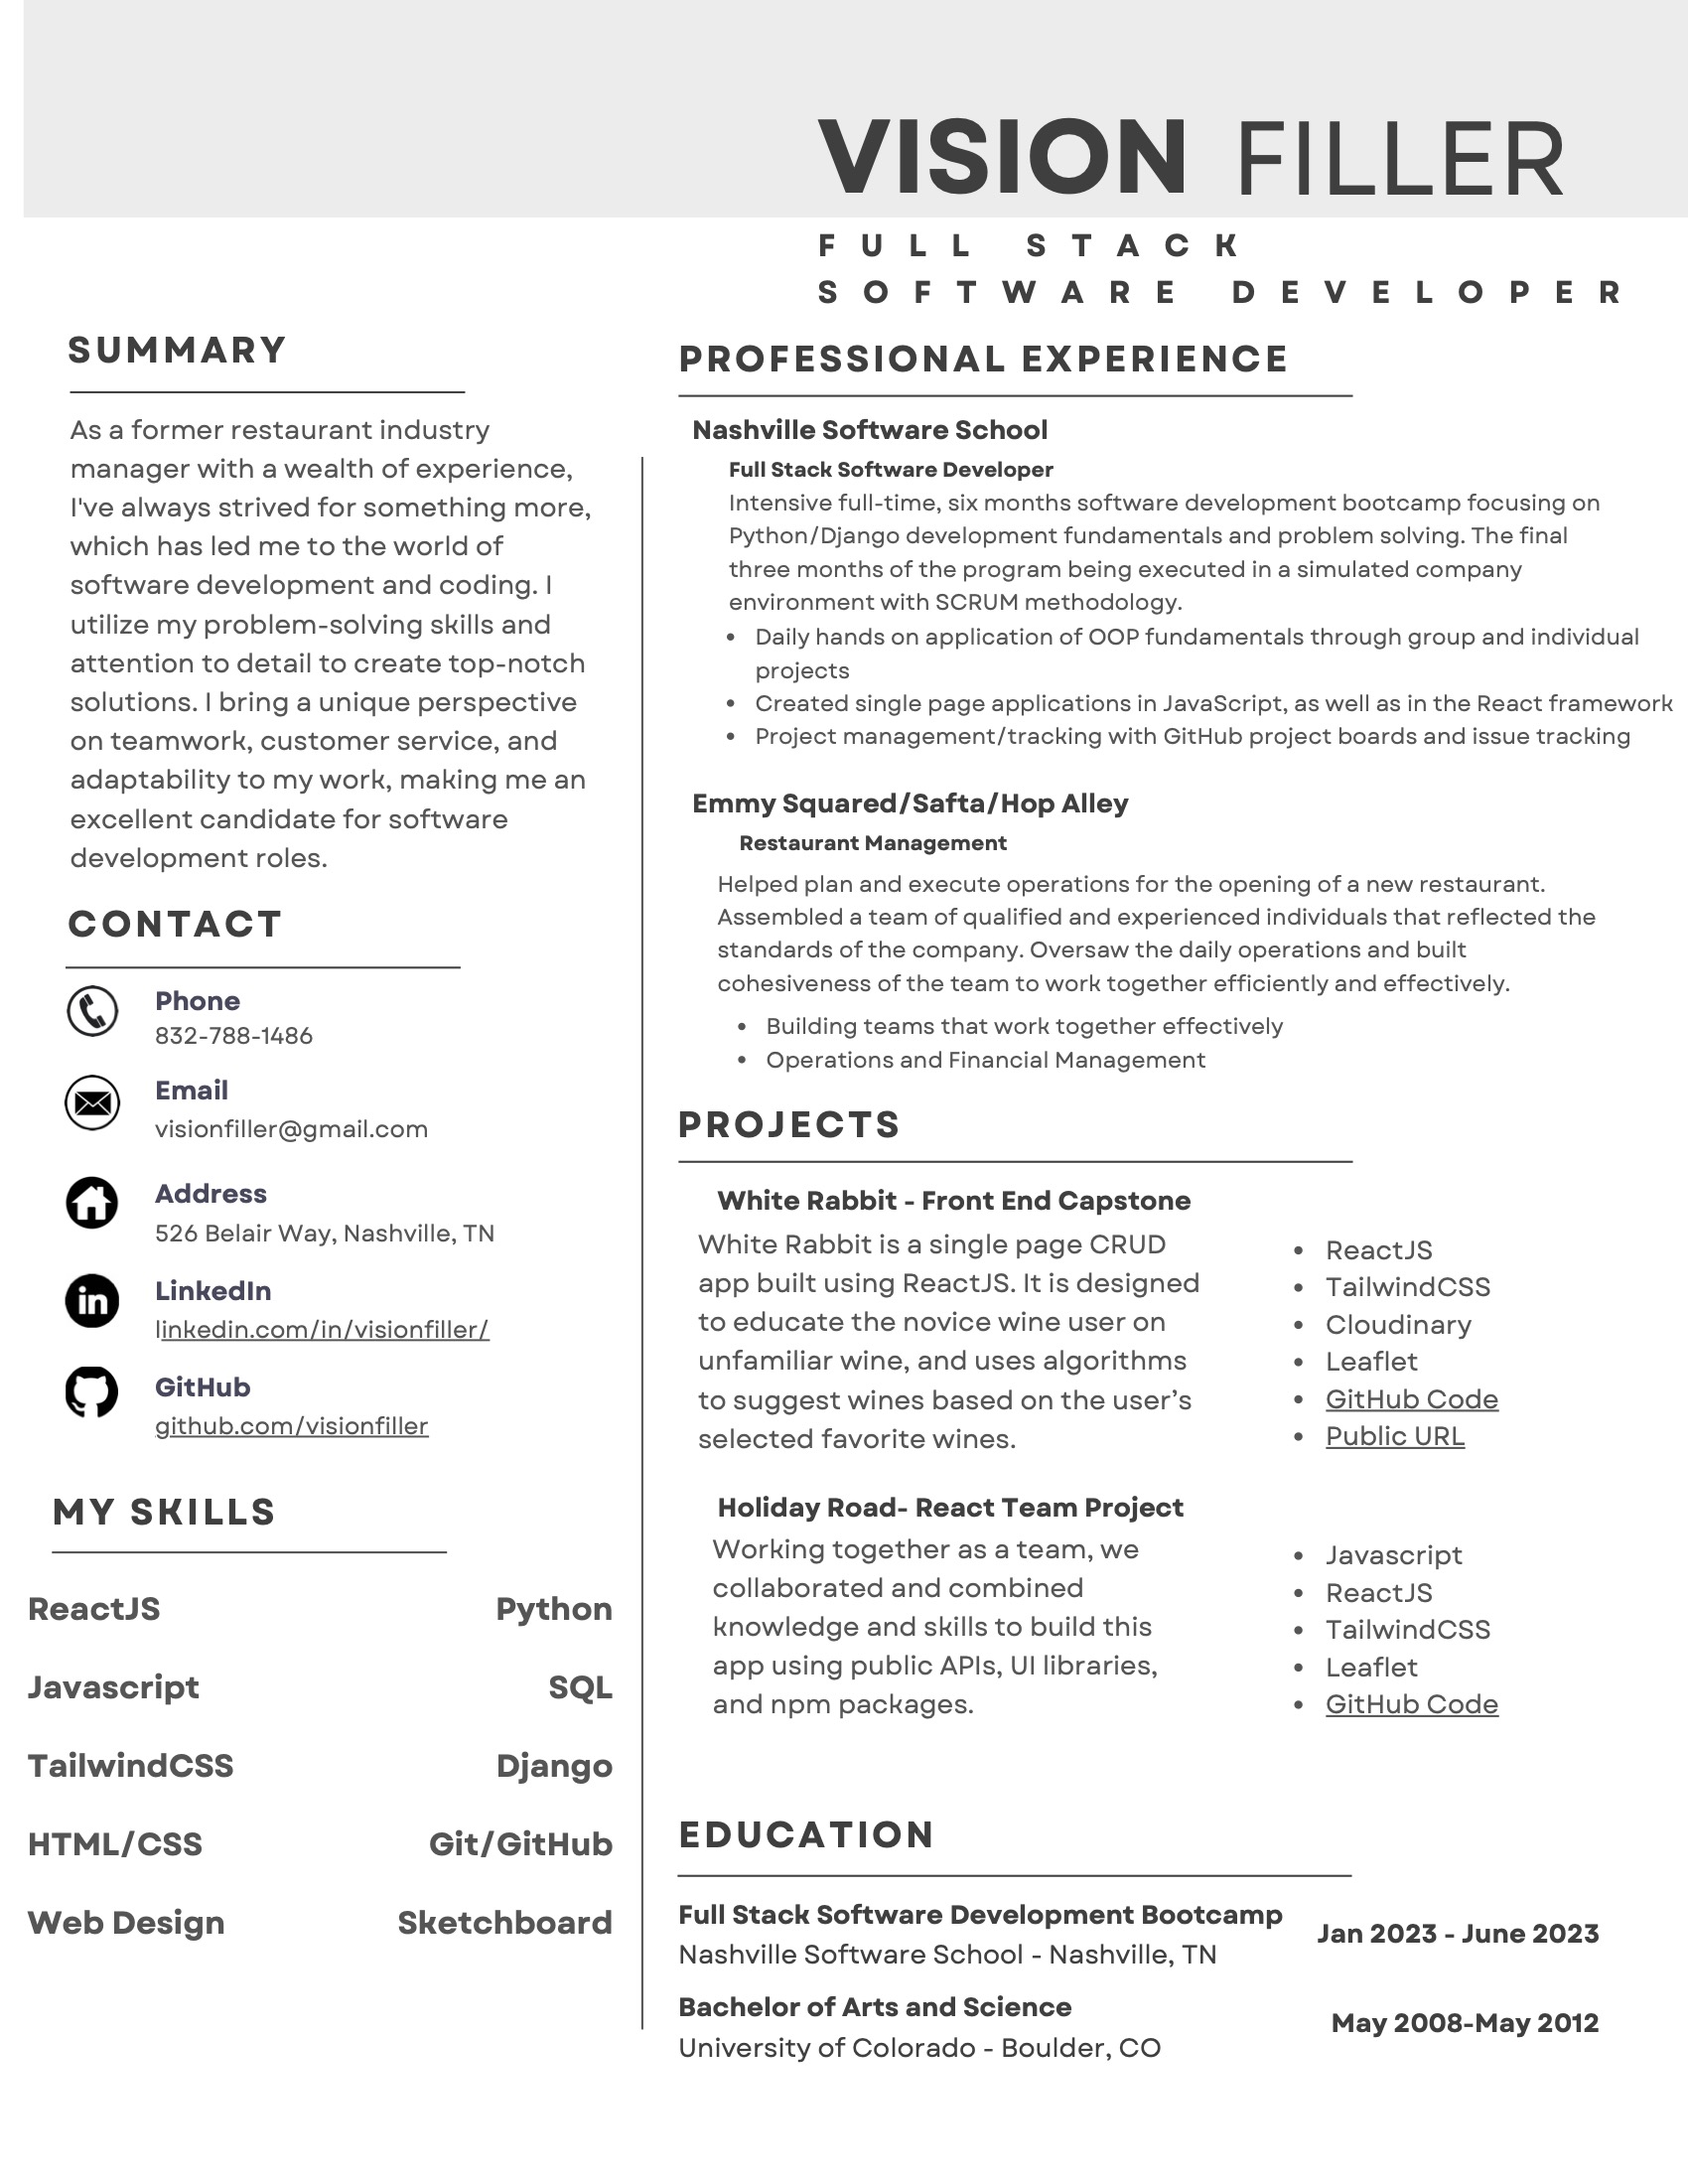 VISION FILLER
FULL STACK
SOFTWARE DEVELOPER
SUMMARY
As a former restaurant industry
manager with a wealth of experience,
I've always strived for something more,
which has led me to the world of
software development and coding. I
utilize my problem-solving skills and
attention to detail to create top-notch
solutions. I bring a unique perspective
on teamwork, customer service, and
adaptability to my work, making me an
excellent candidate for software
development roles.
CONTACT
Phone
832-788-1486
Email
visionfiller@gmail.com
Address
526 Belair Way, Nashville, TN
in
LinkedIn
linkedin.com/in/visionfiller/
GitHub
github.com/visionfiller
MY SKILLS
ReactJS Python
Javascript SQL
TailwindCSS Django
HTML/CSS Git/GitHub
Web Design Sketchboard
PROFESSIONAL EXPERIENCE
Nashville Software School
Full Stack Software Developer
Intensive full-time, six months software development bootcamp focusing on
Python/Django development fundamentals and problem solving. The final
three months of the program being executed in a simulated company
environment with SCRUM methodology.
• Daily hands on application of OOP fundamentals through group and individual
projects
• Created single page applications in JavaScript, as well as in the React framework
• Project management/tracking with GitHub project boards and issue tracking
Emmy Squared/Safta/Hop Alley
Restaurant Management
Helped plan and execute operations for the opening of a new restaurant.
Assembled a team of qualified and experienced individuals that reflected the
standards of the company. Oversaw the daily operations and built
cohesiveness of the team to work together efficiently and effectively.
• Building teams that work together effectively
• Operations and Financial Management
PROJECTS
White Rabbit - Front End Capstone
White Rabbit is a single page CRUD
app built using ReactJS. It is designed
to educate the novice wine user on
unfamiliar wine, and uses algorithms
to suggest wines based on the user’s
selected favorite wines.
• ReactJS
• TailwindCSS
• Cloudinary
• Leaflet
• GitHub Code
• Public URL
Holiday Road- React Team Project
Working together as a team, we
collaborated and combined
knowledge and skills to build this
app using public APIs, UI libraries,
and npm packages.
• Javascript
• ReactJS
• TailwindCSS
• Leaflet
• GitHub Code
EDUCATION
Full Stack Software Development Bootcamp
Nashville Software School - Nashville, TN
Jan 2023 - June 2023
Bachelor of Arts and Science
University of Colorado - Boulder, CO
May 2008-May 2012